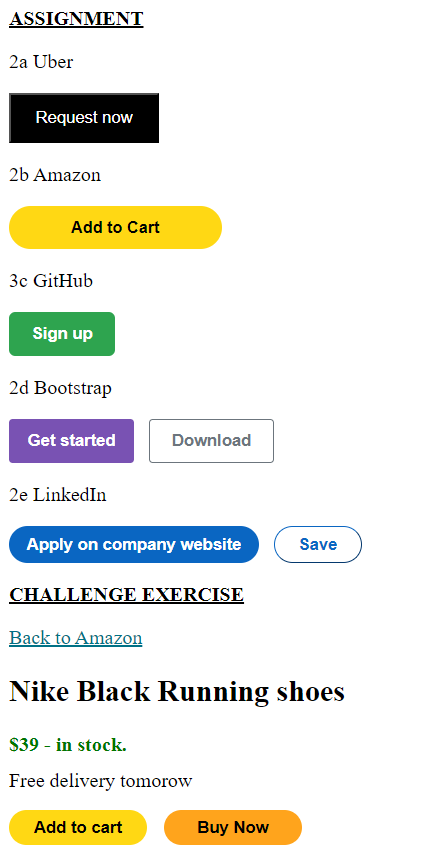 ASSIGNMENT
2a Uber
Request now
2b Amazon
Add to Cart
3c GitHub
Sign up
2d Bootstrap
Get started Download
2e LinkedIn
Apply on company website Save
CHALLENGE EXERCISE
Back to Amazon
Nike Black Running shoes
$39 - in stock.
Free delivery tomorow
Add to cart Buy Now